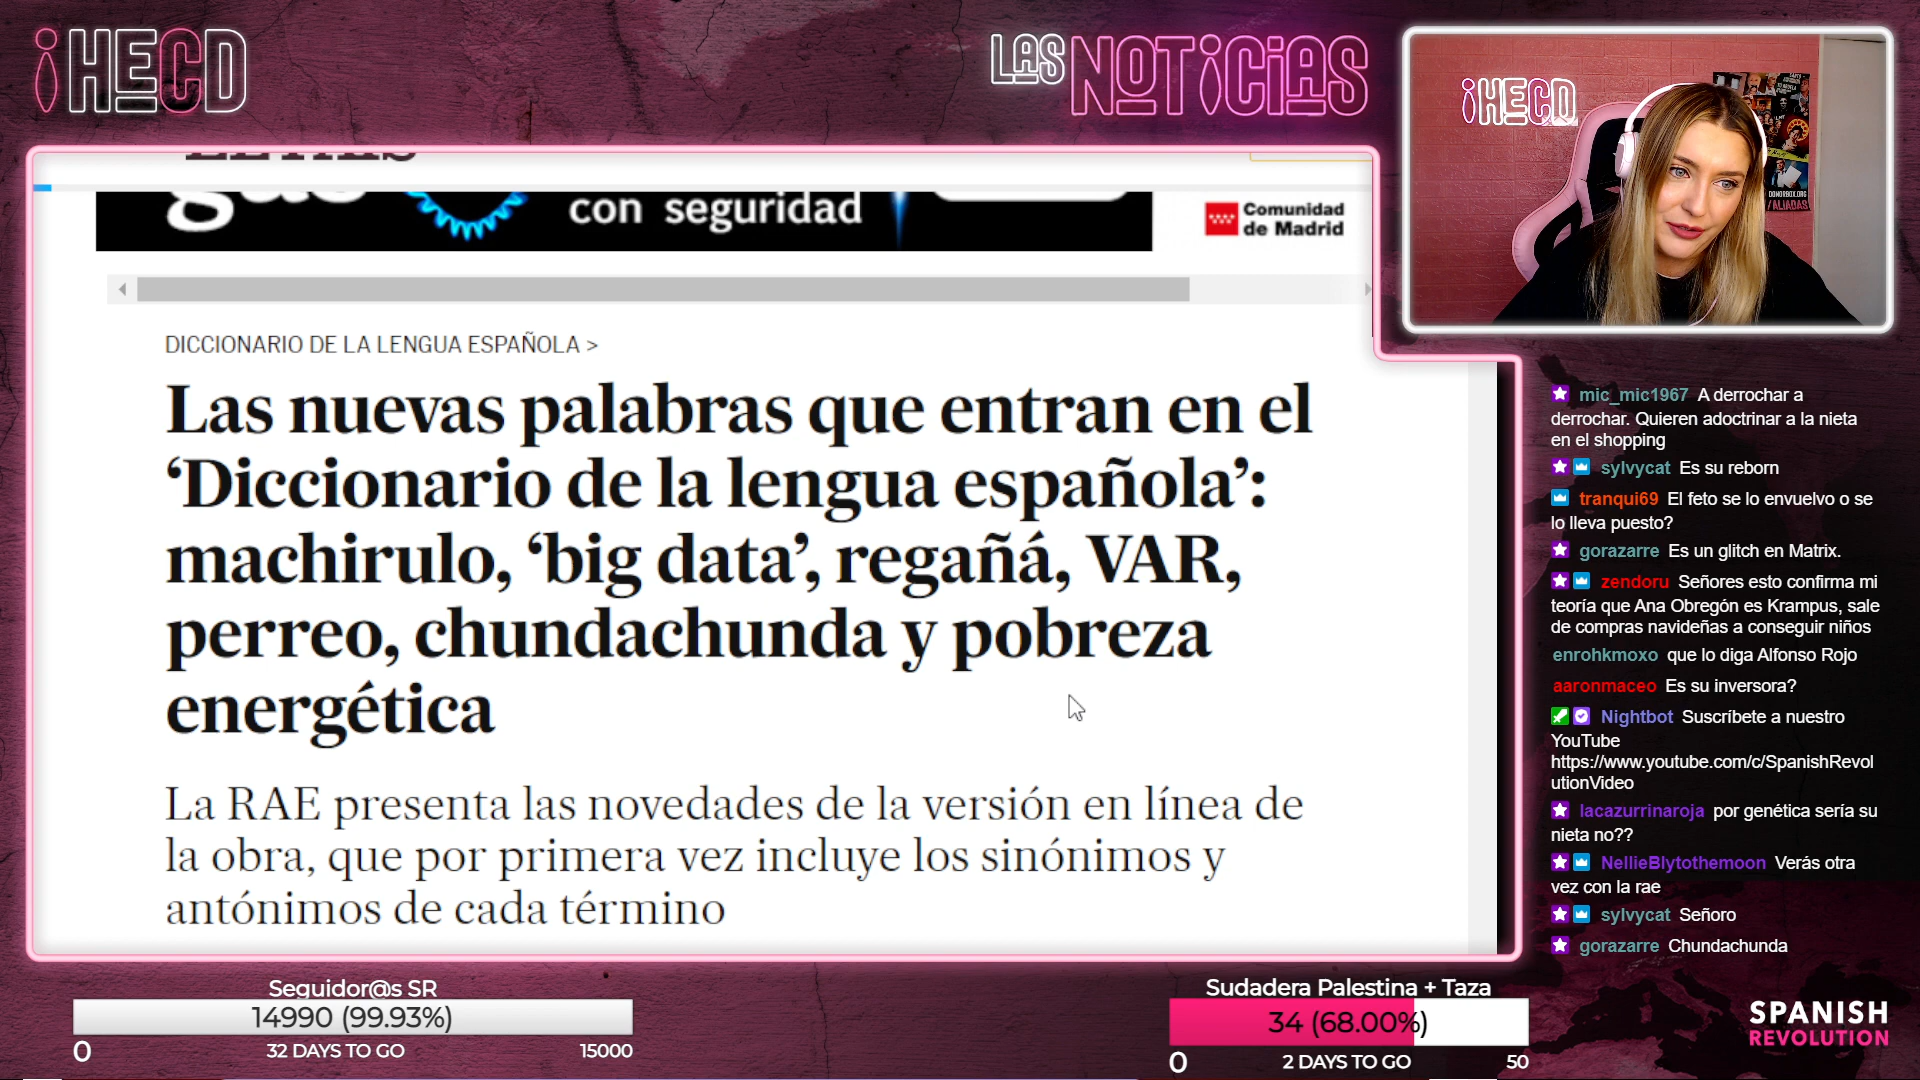 ¡HECD
LAS NOTICIAS
¡HECD
DONORBOX.ORG
/ALIADAS
con seguridad
Comunidad
de Madrid
DICCIONARIO DE LA LENGUA ESPAÑOLA >
Las nuevas palabras que entran en el
‘Diccionario de la lengua española’:
machirulo, ‘big data’, regañá, VAR,
perreo, chundachunda y pobreza
energética
La RAE presenta las novedades de la versión en línea de
la obra, que por primera vez incluye los sinónimos y
antónimos de cada término
mic_mic1967 A derrochar a
derrochar. Quieren adoctrinar a la nieta
en el shopping
sylvycat Es su reborn
tranqui69 El feto se lo envuelvo o se
lo lleva puesto?
gorazarre Es un glitch en Matrix.
zendoru Señores esto confirma mi
teoría que Ana Obregón es Krampus, sale
de compras navideñas a conseguir niños
enrohkmoxo que lo diga Alfonso Rojo
aaronmaceo Es su inversora?
Nightbot Suscríbete a nuestro
YouTube
https://www.youtube.com/c/SpanishRevol
utionVideo
lacazurrinaroja por genética sería su
nieta no??
NellieBlytothemoon Verás otra
vez con la rae
sylvycat Señoro
gorazarre Chundachunda
Seguidor@s SR
14990 (99.93%)
0 32 DAYS TO GO 15000
Sudadera Palestina + Taza
34 (68.00%)
0 2 DAYS TO GO 50
SPANISH
REVOLUTION